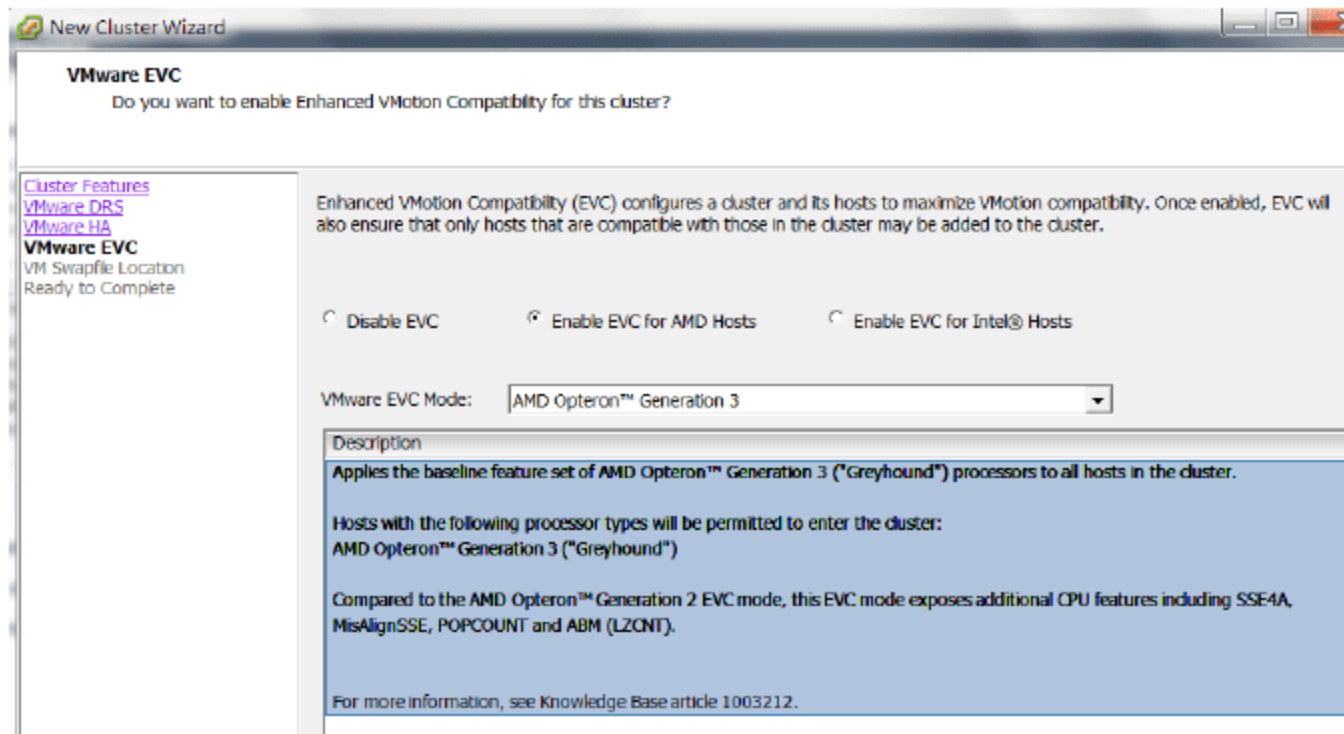 New Cluster Wizard
VMware EVC
Do you want to enable Enhanced VMotion Compatibility for this cluster?
Cluster Features
VMware DRS
VMware HA
VMware EVC
VM Swapfile Location
Ready to Complete
Enhanced VMotion Compatibility (EVC) configures a cluster and its hosts to maximize VMotion compatibility. Once enabled, EVC will
also ensure that only hosts that are compatible with those in the cluster may be added to the cluster.
Disable EVC
Enable EVC for AMD Hosts
Enable EVC for Intel® Hosts
VMware EVC Mode:
AMD Opteron™ Generation 3
Description
Applies the baseline feature set of AMD Opteron™ Generation 3 ("Greyhound") processors to all hosts in the cluster.
Hosts with the following processor types will be permitted to enter the cluster:
AMD Opteron™ Generation 3 ("Greyhound")
Compared to the AMD Opteron™ Generation 2 EVC mode, this EVC mode exposes additional CPU features including SSE4A,
MisAlignSSE, POPCOUNT and ABM (LZCNT).
For more information, see Knowledge Base article 1003212.